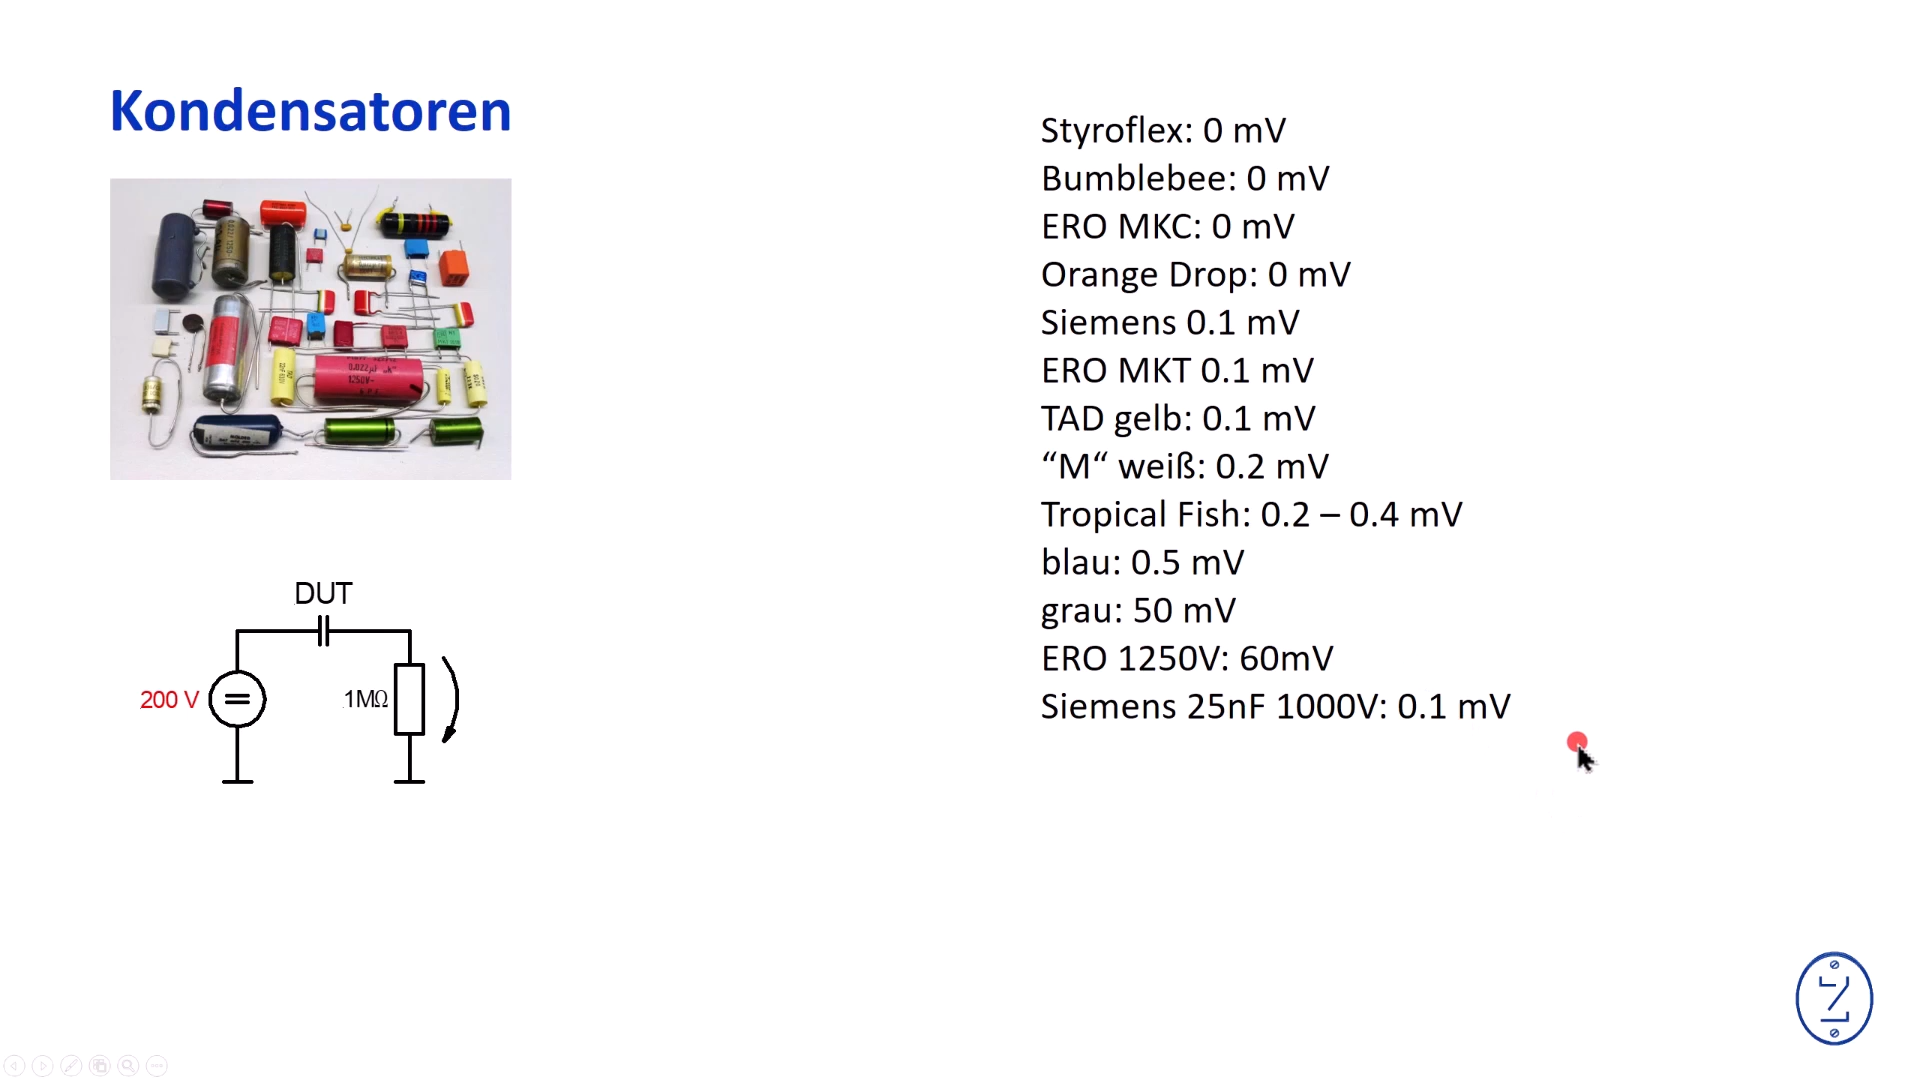 Kondensatoren
Styroflex: 0 mV
Bumblebee: 0 mV
ERO MKC: 0 mV
Orange Drop: 0 mV
Siemens 0.1 mV
ERO MKT 0.1 mV
TAD gelb: 0.1 mV
“M“ weiß: 0.2 mV
Tropical Fish: 0.2 – 0.4 mV
blau: 0.5 mV
grau: 50 mV
ERO 1250V: 60mV
Siemens 25nF 1000V: 0.1 mV
DUT
200 V
1MΩ